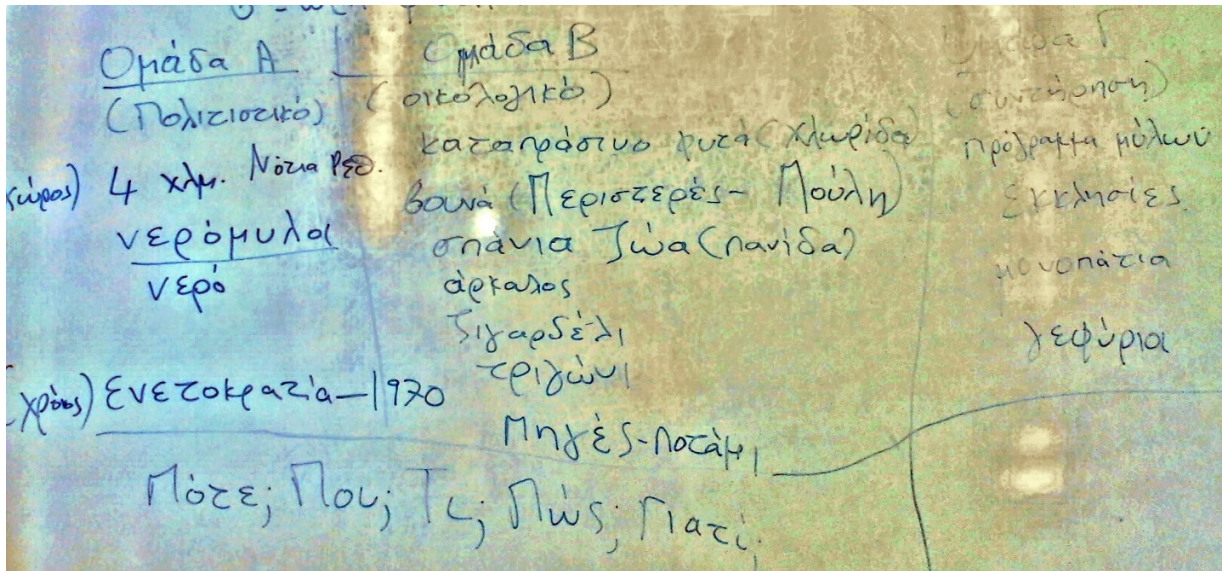 Ομάδα Α
(Πολιτιστικό)
χώρος) 4 χλμ. Νότια Ρεθ.
νερόμυλοι
νερό
χρόνος) Ενετοκρατία – 1970
Ομάδα Β
(οικολογικό)
καταπράσινο φυτά (χλωρίδα)
βουνά (Περιστερές – Πούλη)
σπάνια ζώα (πανίδα)
άρκαλος
ζιγαρδέλι
τριγώνι
Πηγές-ποτάμι
Ομάδα Γ
(συντήρηση)
πρόγραμμα μύλων
Εκκλησίες
μονοπάτια
γεφύρια
Πότε; Που; Τι; Πώς; Γιατί;